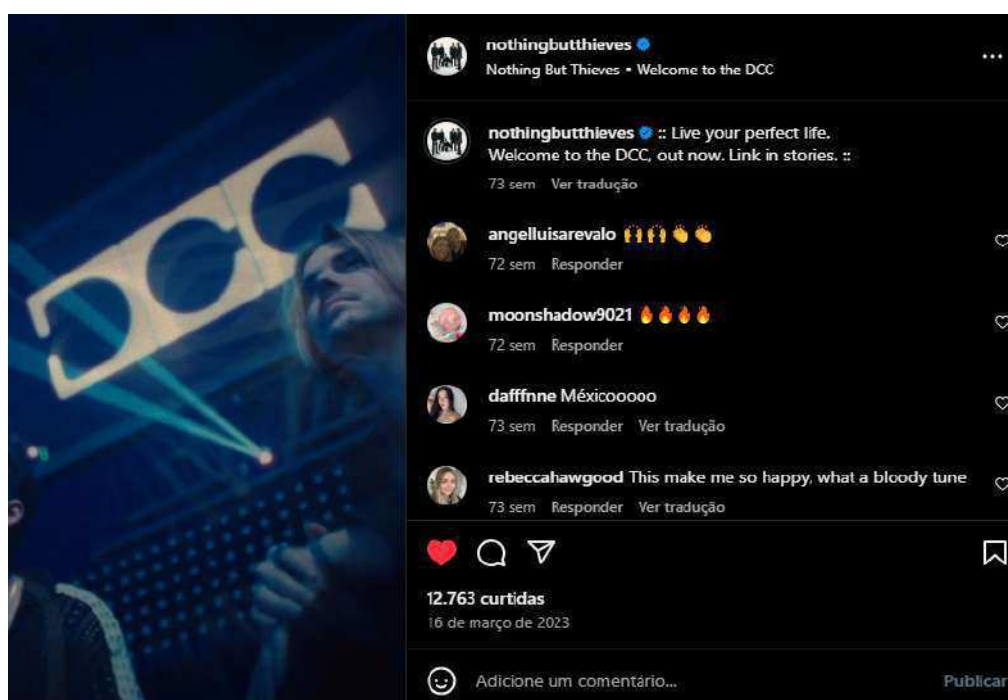 DCC
nothingbutthieves
Nothing But Thieves • Welcome to the DCC
nothingbutthieves :: Live your perfect life.
Welcome to the DCC, out now. Link in stories. ::
73 sem Ver tradução
angelluisarevalo 🙌🙌👏👏
72 sem Responder
moonshadow9021 🔥🔥🔥🔥
72 sem Responder
dafffnne Méxicooooo
73 sem Responder Ver tradução
rebeccahawgood This make me so happy, what a bloody tune
73 sem Responder Ver tradução
12.763 curtidas
16 de março de 2023
Adicione um comentário...
Publicar